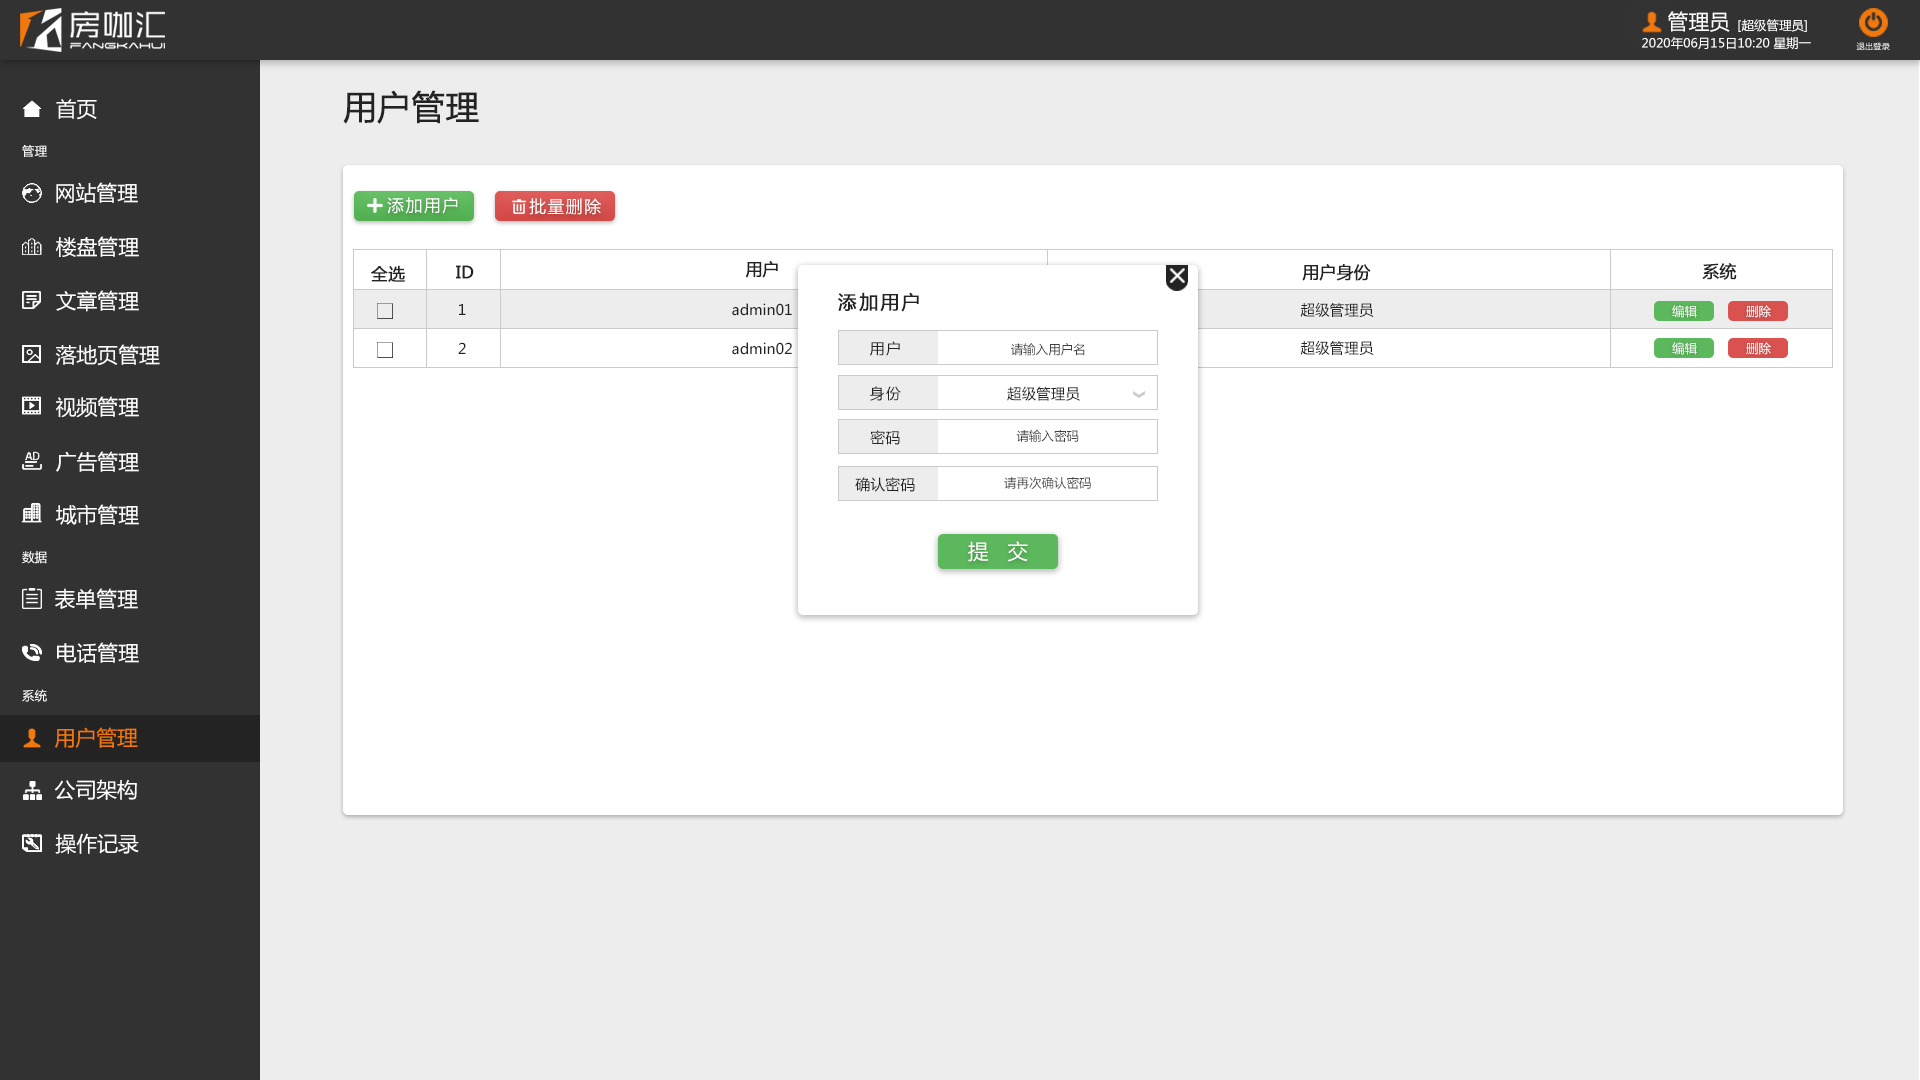 房咖汇
FANGKAHUI
管理员 [超级管理员]
2020年06月15日10:20 星期一
退出登录
首页
管理
网站管理
楼盘管理
文章管理
落地页管理
视频管理
AD
广告管理
城市管理
数据
表单管理
电话管理
系统
用户管理
公司架构
操作记录
用户管理
添加用户 批量删除
全选 ID 用户 用户身份 系统
1 admin01 超级管理员 编辑 删除
2 admin02 超级管理员 编辑 删除
添加用户
用户 请输入用户名
身份 超级管理员
密码 请输入密码
确认密码 请再次确认密码
提 交